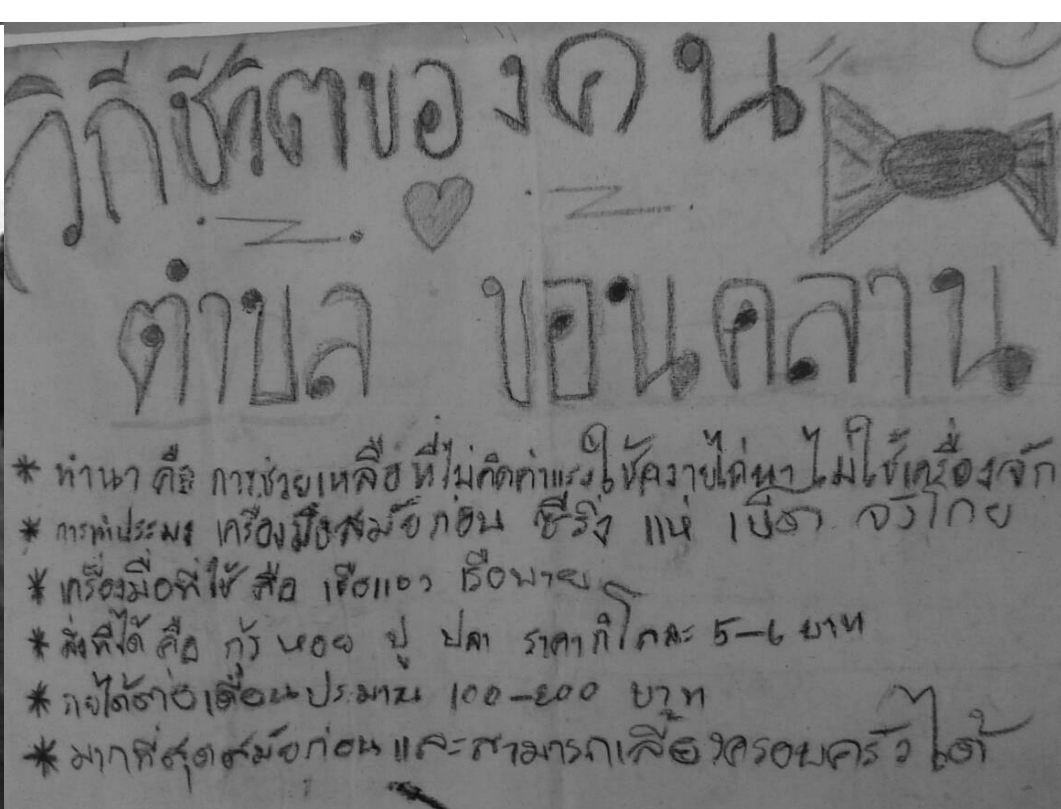 วิถีชีวิตของคน
ตำบล ขอนคลาน
* ทำนา คือ การช่วยเหลือที่ไม่คิดค่าแรงใช้ควายไถนา ไม่ใช้เครื่องจัก
* การทำประมง เครื่องมือสมัยก่อน แห เบ็ด
* เครื่องมือที่ใช้ คือ เรือแจว เรือพาย
* สิ่งที่ได้ คือ กุ้ง หอย ปู ปลา ราคากิโลละ 5-6 บาท
* รายได้ต่อเดือนประมาน 100-200 บาท
* มากที่สุดสมัยก่อนและสามารถเลี้ยงครอบครัวได้